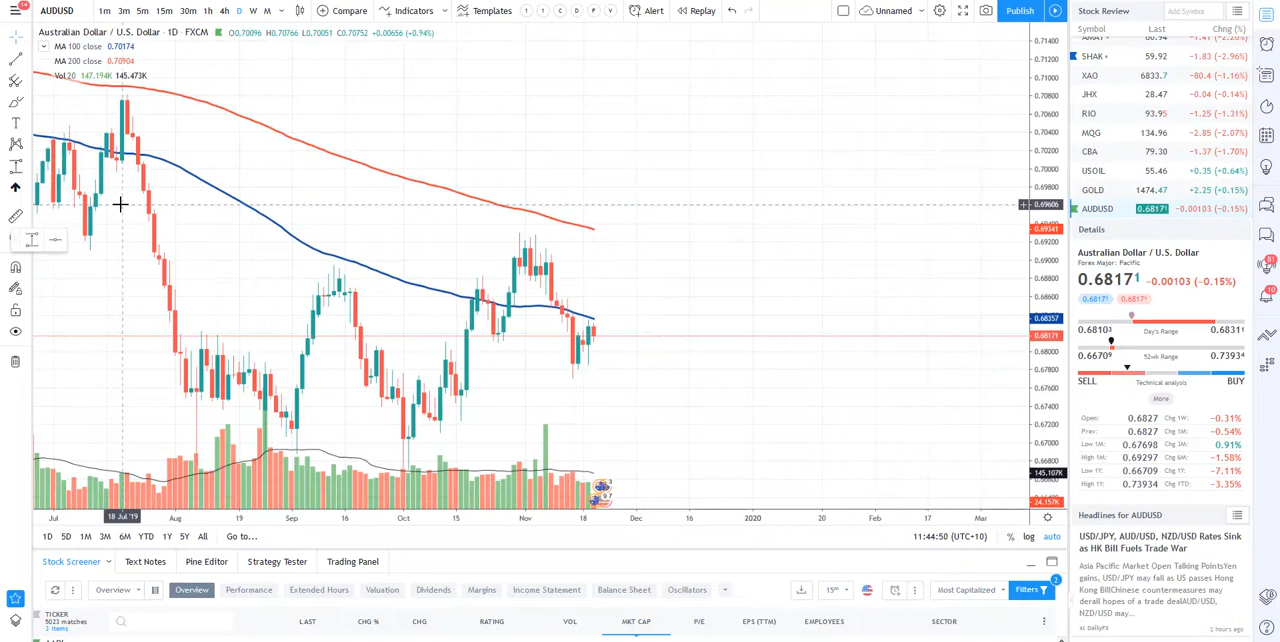 AUDUSD 1m 3m 5m 15m 30m 1h 4h D W M Compare Indicators Templates 1 1 C D F V Alert Replay Unnamed Publish
Australian Dollar / U.S. Dollar · 1D · FXCM O0.70096 H0.70766 L0.70051 C0.70752 +0.00656 (+0.94%)
MA 100 close 0.70174
MA 200 close 0.70904
Vol 20 147.194K 145.473K
0.71400
0.71200
0.71000
0.70800
0.70600
0.70400
0.70200
0.70000
0.69800
0.69606
0.69341
0.69200
0.69000
0.68800
0.68600
0.68357
0.68171
0.68000
0.67800
0.67600
0.67400
0.67200
0.67000
0.66800
145.107K
24.157K
Jul 18 Jul '19 Aug 19 Sep 16 Oct 15 Nov 18 Dec 16 2020 20 Feb 17 Mar
1D 5D 1M 3M 6M YTD 1Y 5Y All Go to... 11:44:50 (UTC+10) % log auto
Stock Screener Text Notes Pine Editor Strategy Tester Trading Panel
Overview Overview Performance Extended Hours Valuation Dividends Margins Income Statement Balance Sheet Oscillators 15m Most Capitalized Filters 2
TICKER LAST CHG % CHG RATING VOL MKT CAP P/E EPS (TTM) EMPLOYEES SECTOR
5023 matches
3 items
Stock Review Add Symbol
Symbol Last Chg (%)
SHAK 59.92 −1.83 (−2.96%)
XAO 6833.7 −80.4 (−1.16%)
JHX 28.47 −0.04 (−0.14%)
RIO 93.95 −1.25 (−1.31%)
MQG 134.96 −2.85 (−2.07%)
CBA 79.30 −1.37 (−1.70%)
USOIL 55.46 +0.35 (+0.64%)
GOLD 1474.47 +2.25 (+0.15%)
AUDUSD 0.68171 −0.00103 (−0.15%)
Details
Australian Dollar / U.S. Dollar
Forex Major: Pacific
0.68171 −0.00103 (−0.15%)
0.68171 0.68171
0.68103 Day's Range 0.68311
0.66709 52wk Range 0.73934
SELL Technical analysis BUY
More
Open: 0.6827 Chg 1W: −0.31%
Prev: 0.6827 Chg 1M: −0.54%
Low 1M: 0.67698 Chg 3M: 0.91%
High 1M: 0.69297 Chg 6M: −1.58%
Low 1Y: 0.66709 Chg 1Y: −7.11%
High 1Y: 0.73934 Chg YTD: −3.35%
Headlines for AUDUSD
USD/JPY, AUD/USD, NZD/USD Rates Sink
as HK Bill Fuels Trade War
Asia Pacific Market Open Talking PointsYen
gains, USD/JPY may fall as US passes Hong
Kong BillChinese countermeasures may
derail hopes of a trade dealAUD/USD,
NZD/USD may...
DailyFX 2 hours ago
81
10